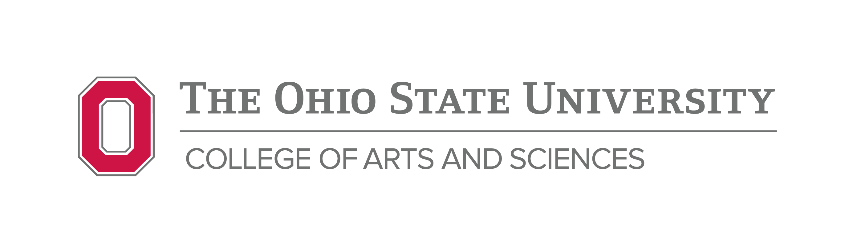 THE OHIO STATE UNIVERSITY
COLLEGE OF ARTS AND SCIENCES